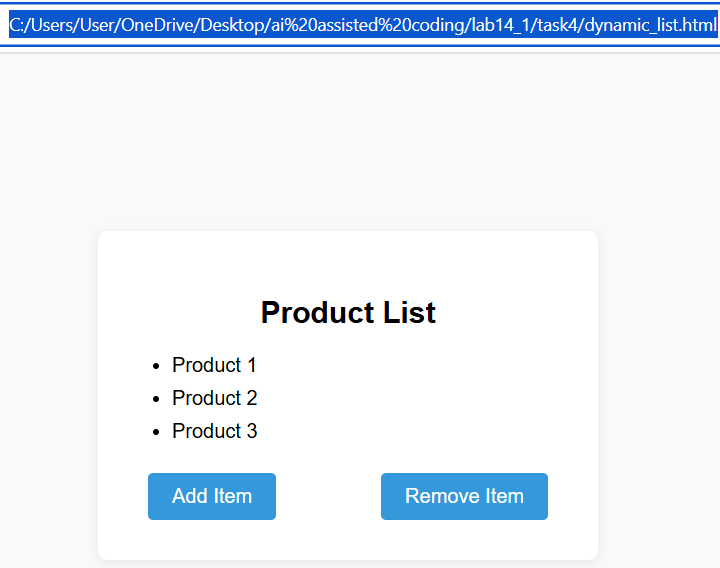 C:/Users/User/OneDrive/Desktop/ai%20assisted%20coding/lab14_1/task4/dynamic_list.html
Product List
• Product 1
• Product 2
• Product 3
Add Item
Remove Item